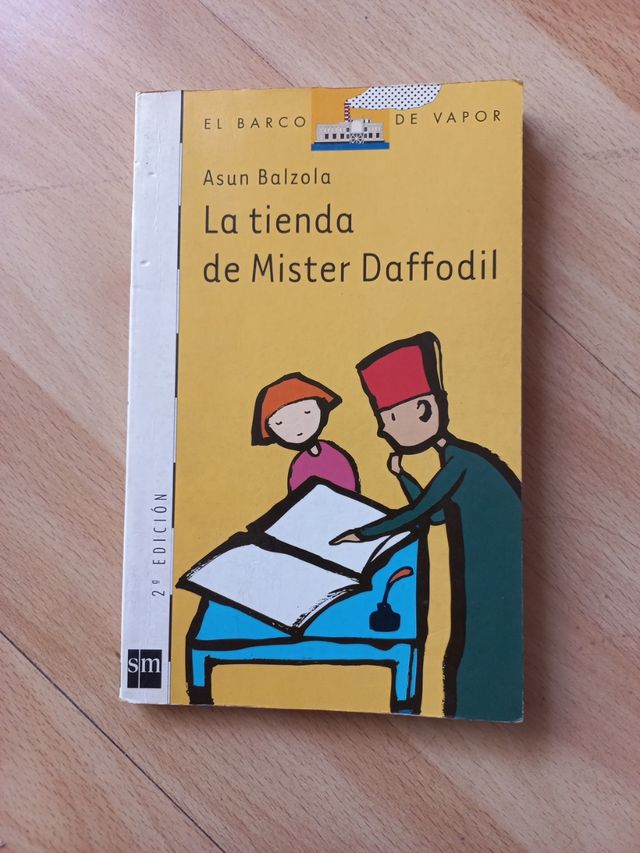 EL BARCO DE VAPOR
Asun Balzola
La tienda
de Mister Daffodil
2ª EDICIÓN
sm